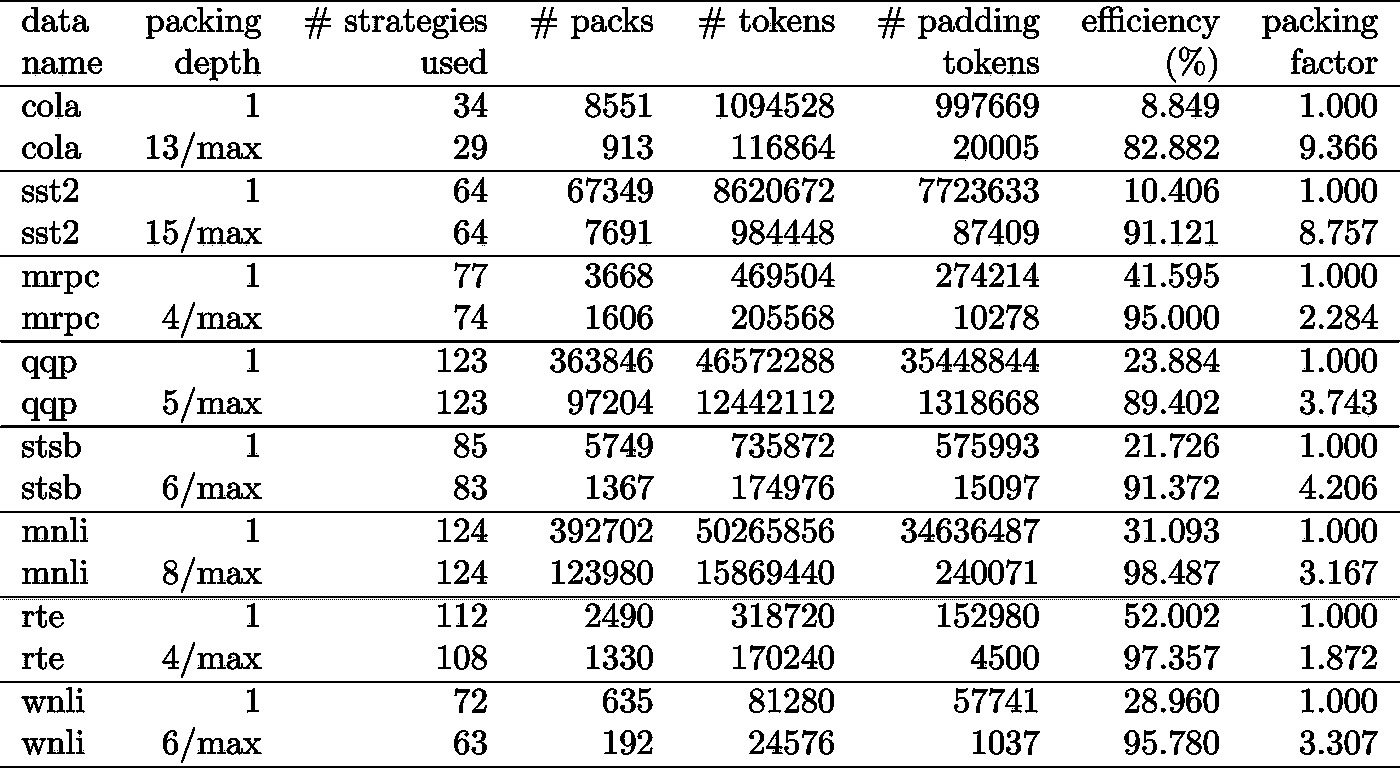 data packing # strategies # packs # tokens # padding efficiency packing
name depth used tokens (%) factor
cola 1 34 8551 1094528 997669 8.849 1.000
cola 13/max 29 913 116864 20005 82.882 9.366
sst2 1 64 67349 8620672 7723633 10.406 1.000
sst2 15/max 64 7691 984448 87409 91.121 8.757
mrpc 1 77 3668 469504 274214 41.595 1.000
mrpc 4/max 74 1606 205568 10278 95.000 2.284
qqp 1 123 363846 46572288 35448844 23.884 1.000
qqp 5/max 123 97204 12442112 1318668 89.402 3.743
stsb 1 85 5749 735872 575993 21.726 1.000
stsb 6/max 83 1367 174976 15097 91.372 4.206
mnli 1 124 392702 50265856 34636487 31.093 1.000
mnli 8/max 124 123980 15869440 240071 98.487 3.167
rte 1 112 2490 318720 152980 52.002 1.000
rte 4/max 108 1330 170240 4500 97.357 1.872
wnli 1 72 635 81280 57741 28.960 1.000
wnli 6/max 63 192 24576 1037 95.780 3.307